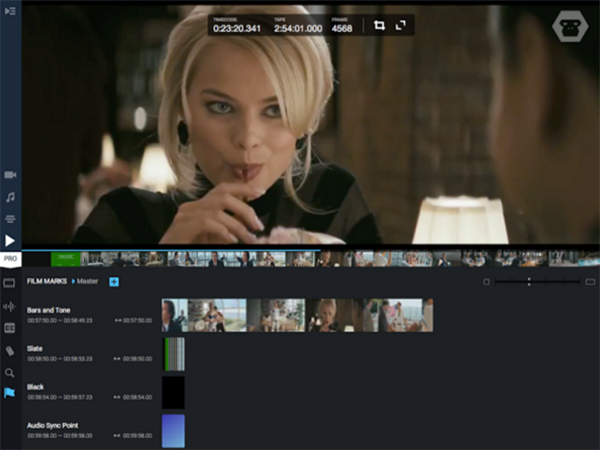 TIMECODE TAPE FRAME
0:23:20.341 2:54:01.000 4568
PRO
FILM MARKS Master
Bars and Tone
00:57:50.00 — 00:58:49.23 00:57:50.00
Slate
00:58:50.00 — 00:58:53.23 00:58:50.00
Black
00:58:54.00 — 00:59:57.23 00:58:54.00
Audio Sync Point
00:59:58.00 — 00:59:58.00 00:59:58.00
CC